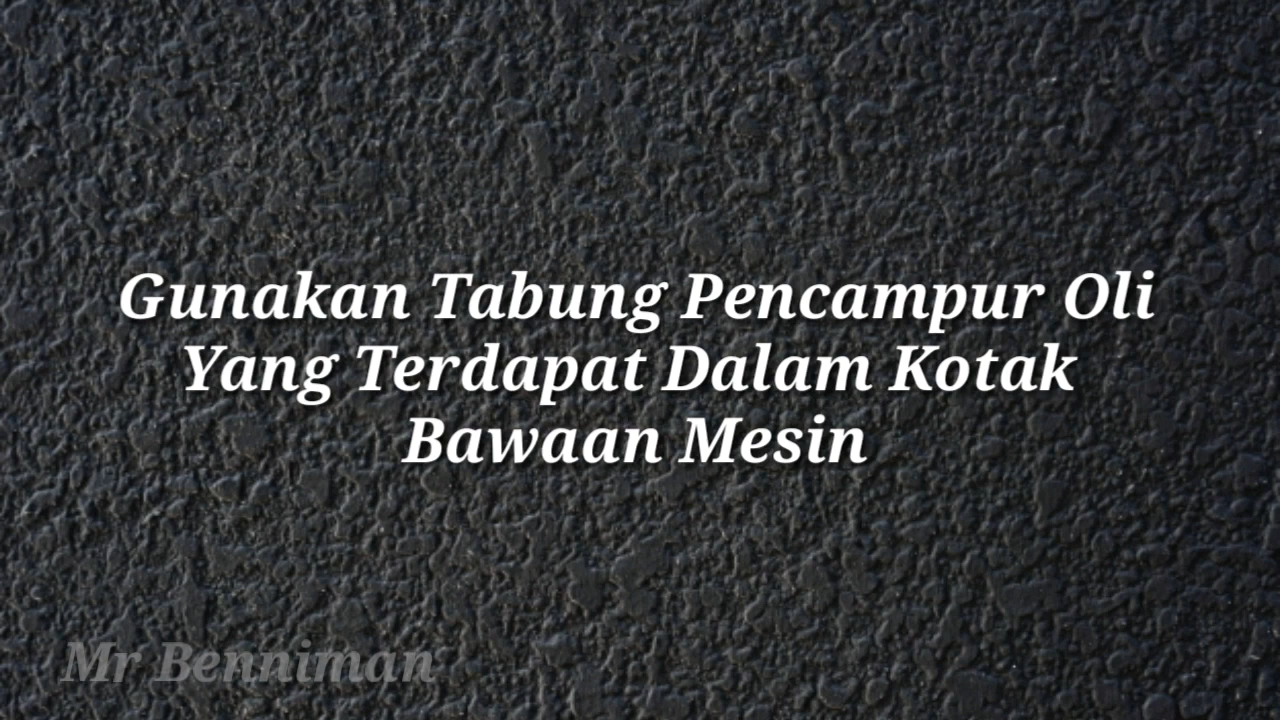 Gunakan Tabung Pencampur Oli
Yang Terdapat Dalam Kotak
Bawaan Mesin
Mr Benniman